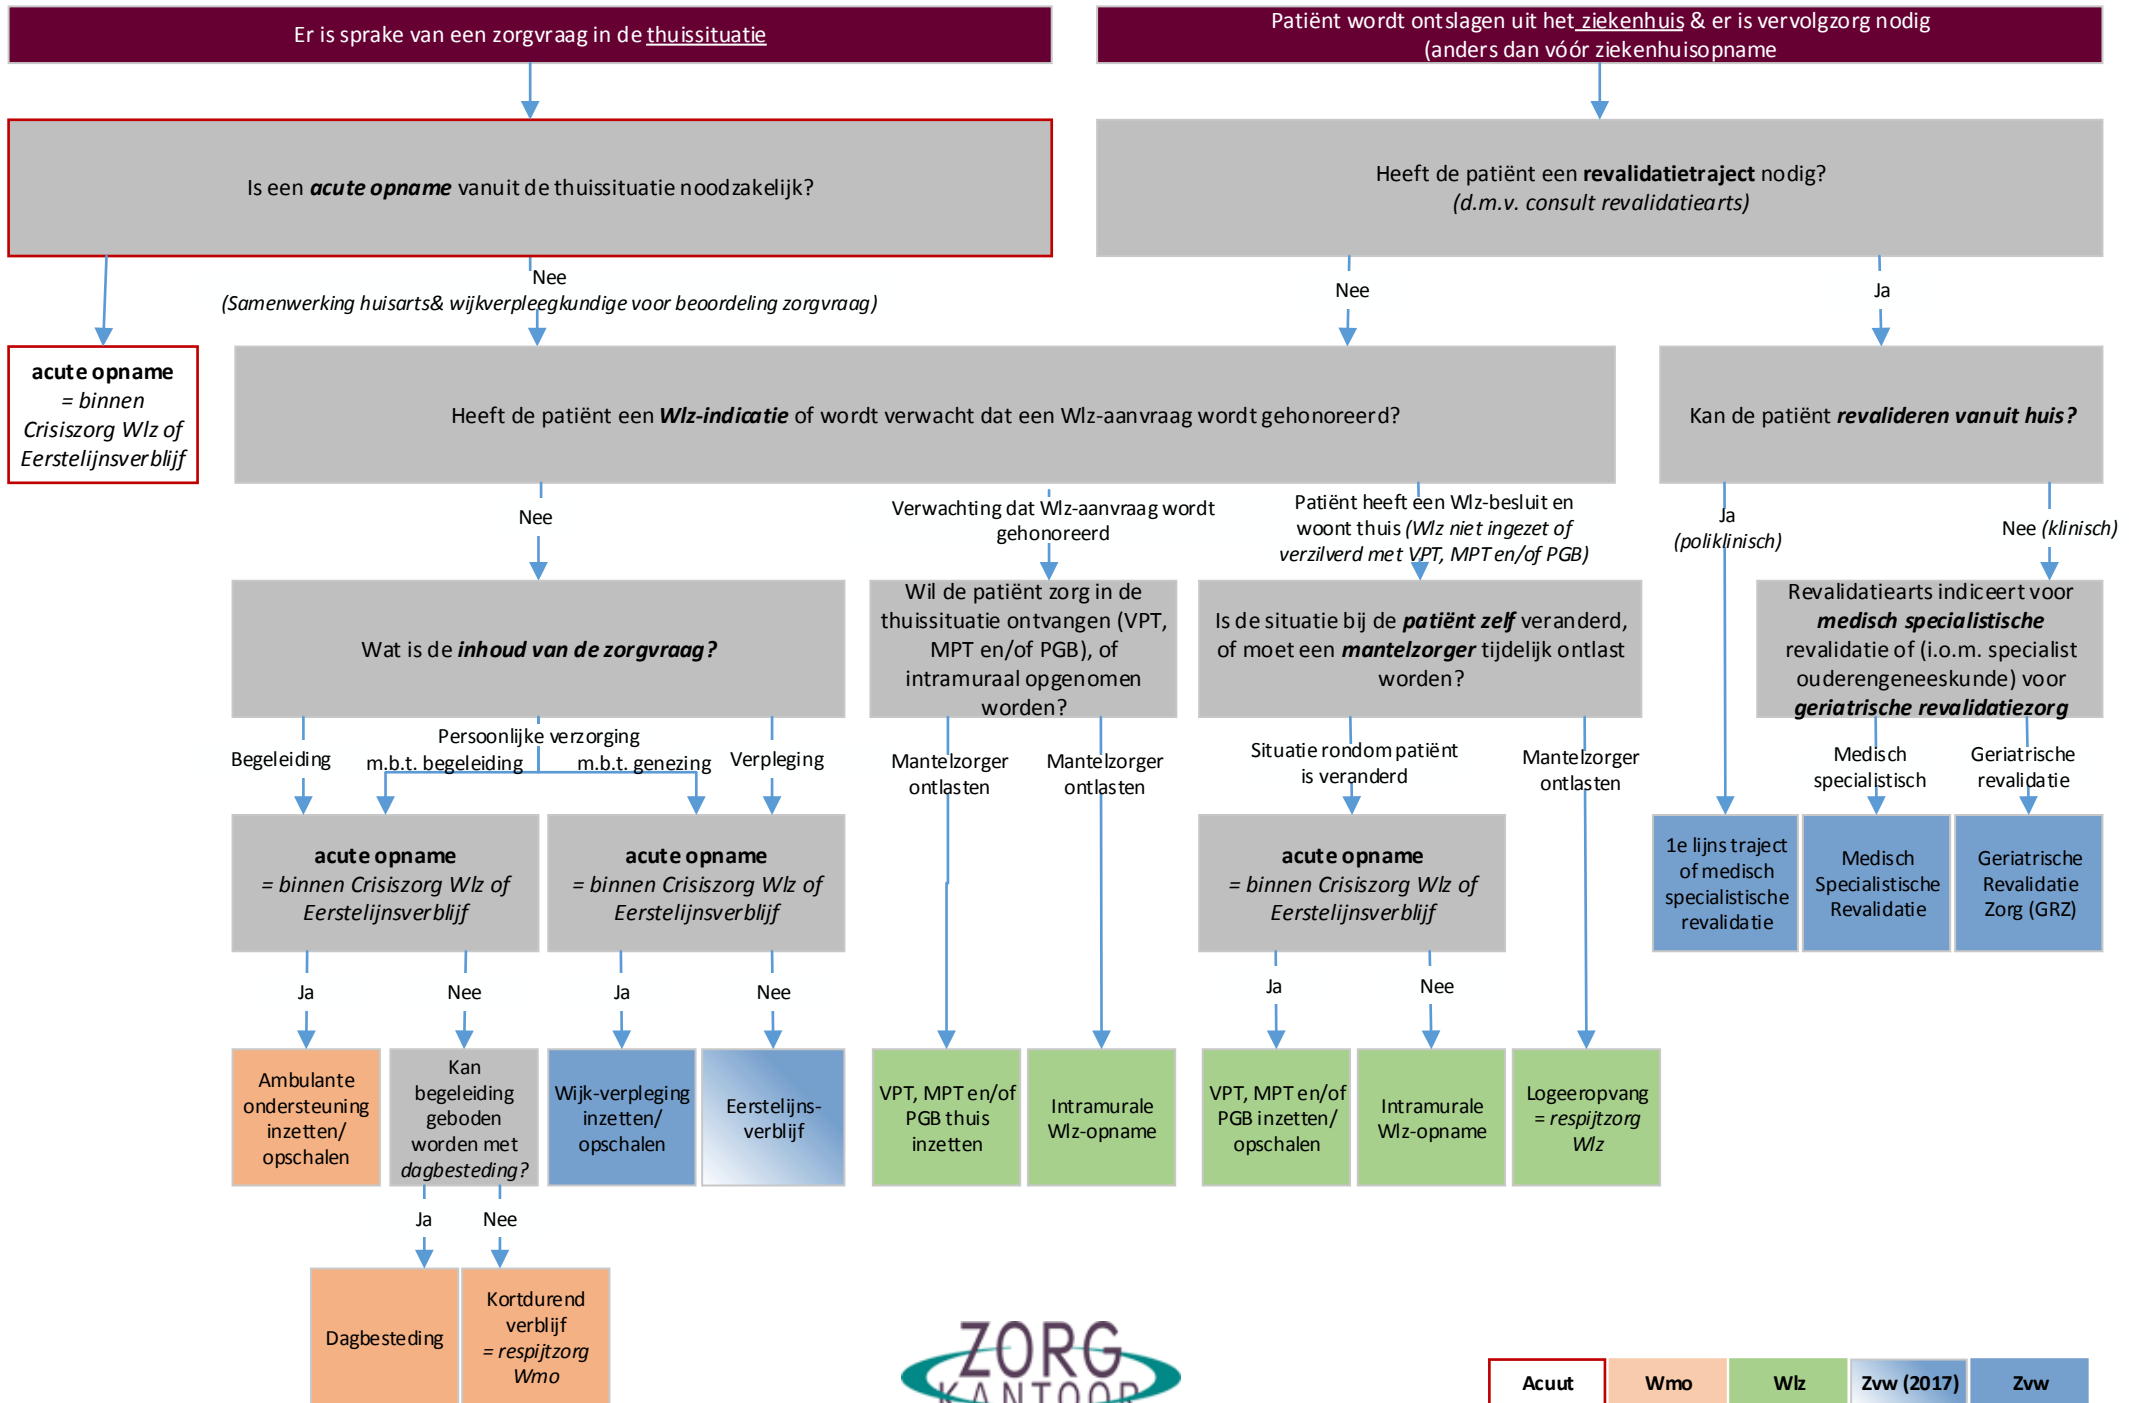 Er is sprake van een zorgvraag in de thuissituatie
Patiënt wordt ontslagen uit het ziekenhuis & er is vervolgzorg nodig
(anders dan vóór ziekenhuisopname
Is een acute opname vanuit de thuissituatie noodzakelijk?
Heeft de patiënt een revalidatietraject nodig?
(d.m.v. consult revalidatiearts)
Nee
(Samenwerking huisarts& wijkverpleegkundige voor beoordeling zorgvraag)
Nee
Ja
acute opname
= binnen
Crisiszorg Wlz of
Eerstelijnsverblijf
Heeft de patiënt een Wlz-indicatie of wordt verwacht dat een Wlz-aanvraag wordt gehonoreerd?
Kan de patiënt revalideren vanuit huis?
Nee
Verwachting dat Wlz-aanvraag wordt
gehonoreerd
Patiënt heeft een Wlz-besluit en
woont thuis (Wlz niet ingezet of
verzilverd met VPT, MPT en/of PGB)
Ja
(poliklinisch)
Nee (klinisch)
Wat is de inhoud van de zorgvraag?
Wil de patiënt zorg in de
thuissituatie ontvangen (VPT,
MPT en/of PGB), of
intramuraal opgenomen
worden?
Is de situatie bij de patiënt zelf veranderd,
of moet een mantelzorger tijdelijk ontlast
worden?
Revalidatiearts indiceert voor
medisch specialistische
revalidatie of (i.o.m. specialist
ouderengeneeskunde) voor
geriatrische revalidatiezorg
Begeleiding
Persoonlijke verzorging
m.b.t. begeleiding
m.b.t. genezing
Verpleging
Mantelzorger
ontlasten
Mantelzorger
ontlasten
Situatie rondom patiënt
is veranderd
Mantelzorger
ontlasten
Medisch
specialistisch
Geriatrische
revalidatie
acute opname
= binnen Crisiszorg Wlz of
Eerstelijnsverblijf
acute opname
= binnen Crisiszorg Wlz of
Eerstelijnsverblijf
acute opname
= binnen Crisiszorg Wlz of
Eerstelijnsverblijf
1e lijns traject
of medisch
specialistische
revalidatie
Medisch
Specialistische
Revalidatie
Geriatrische
Revalidatie
Zorg (GRZ)
Ja
Nee
Ja
Nee
Ja
Nee
Ambulante
ondersteuning
inzetten/
opschalen
Kan
begeleiding
geboden
worden met
dagbesteding?
Wijk-verpleging
inzetten/
opschalen
Eerstelijns-
verblijf
VPT, MPT en/of
PGB thuis
inzetten
Intramurale
Wlz-opname
VPT, MPT en/of
PGB inzetten/
opschalen
Intramurale
Wlz-opname
Logeeropvang
= respijtzorg
Wlz
Ja
Nee
Dagbesteding
Kortdurend
verblijf
= respijtzorg
Wmo
ZORG
KANTOOR
Acuut
Wmo
Wlz
Zvw (2017)
Zvw